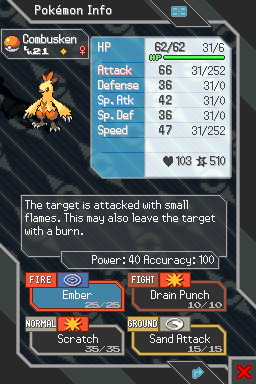 Pokémon Info
Combusken
Lv.21 ♀
HP 62/62 31/6
HP
Attack 66 31/252
Defense 36 31/0
Sp. Atk 42 31/0
Sp. Def 36 31/0
Speed 47 31/252
103 510
The target is attacked with small
flames. This may also leave the target
with a burn.
Power: 40 Accuracy: 100
FIRE FIGHT
Ember Drain Punch
25/25 10/10
NORMAL GROUND
Scratch Sand Attack
35/35 15/15